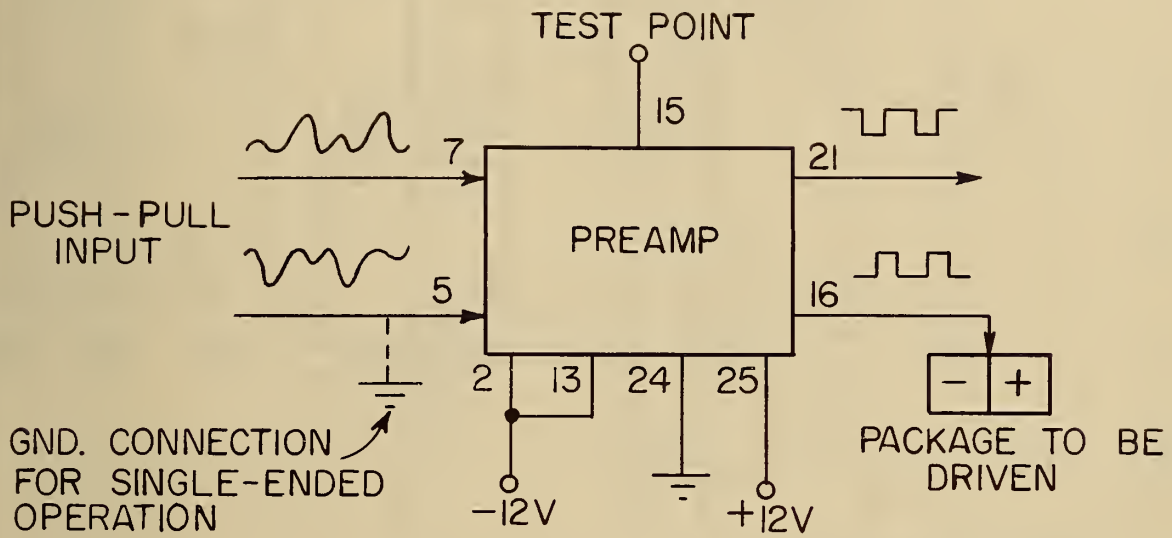 TEST POINT
15
7
21
PUSH-PULL
INPUT
PREAMP
5
16
2
13
24
25
- +
GND. CONNECTION
FOR SINGLE-ENDED
OPERATION
PACKAGE TO BE
DRIVEN
-12V
+12V